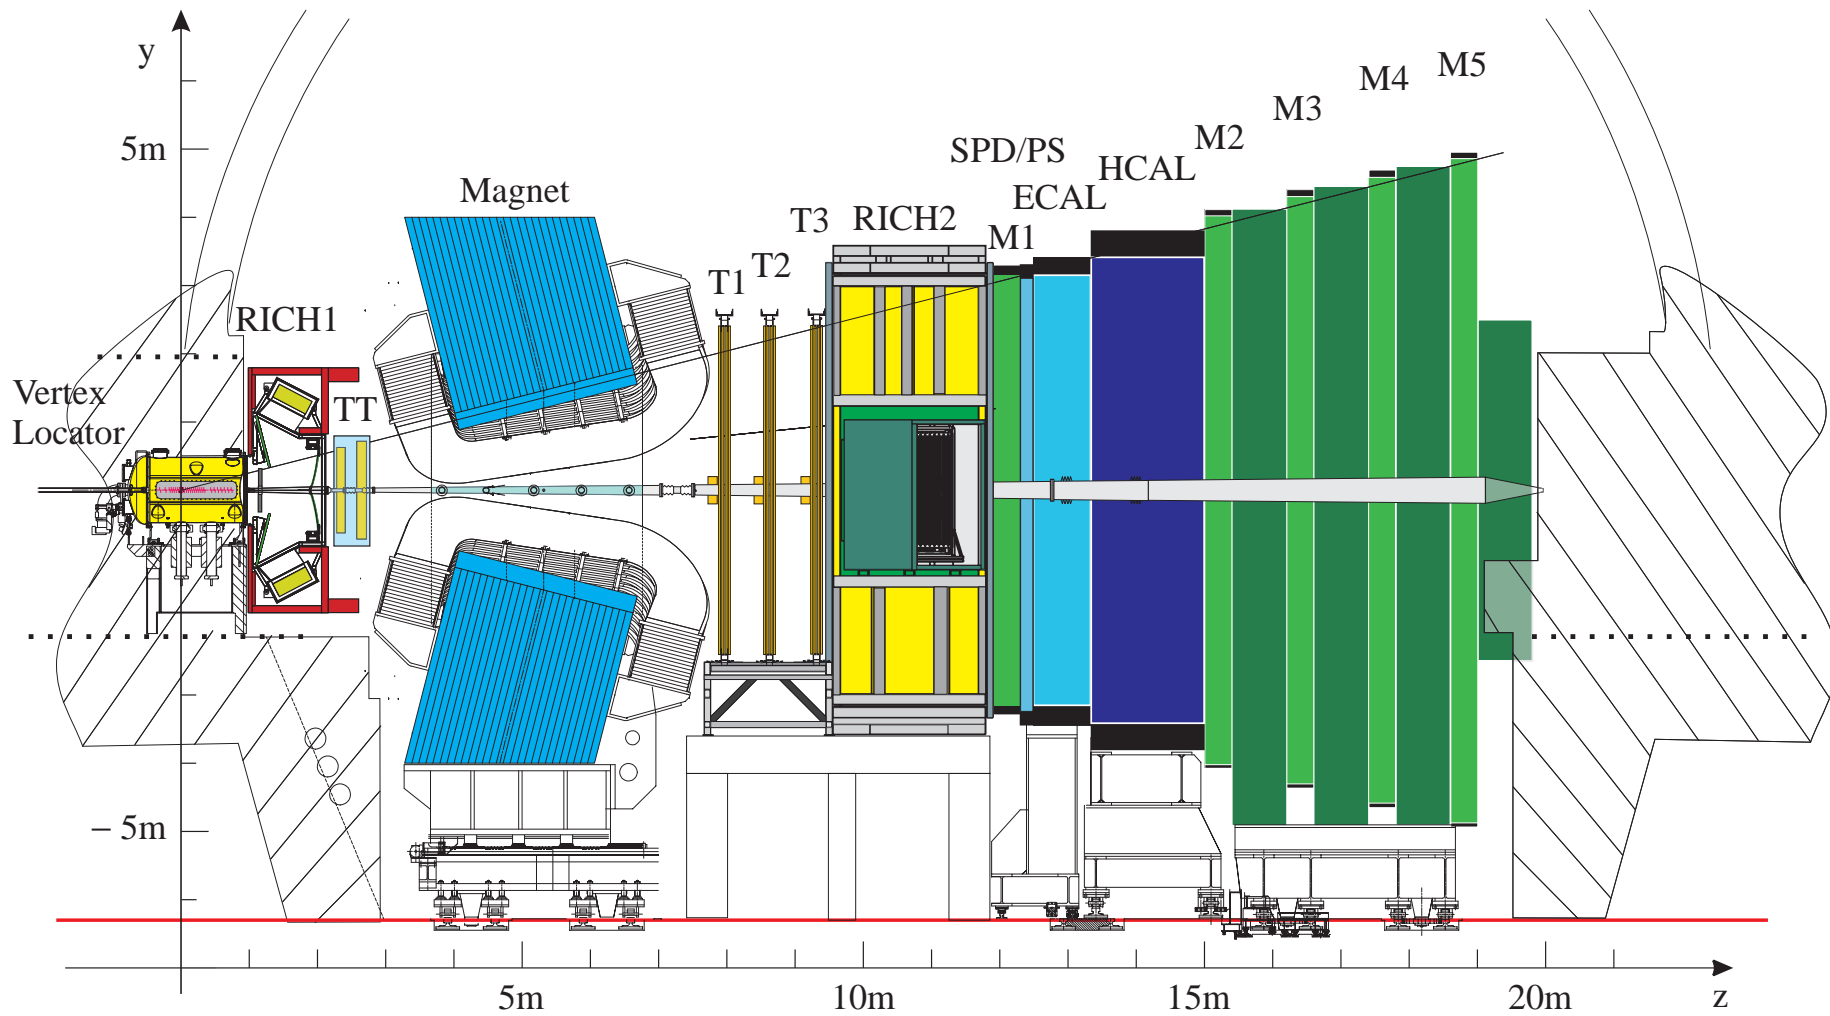 y
5m
Magnet
RICH1
Vertex
Locator
TT
T1
T2
T3
RICH2
M1
SPD/PS
ECAL
HCAL
M2
M3
M4
M5
− 5m
5m
10m
15m
20m
z